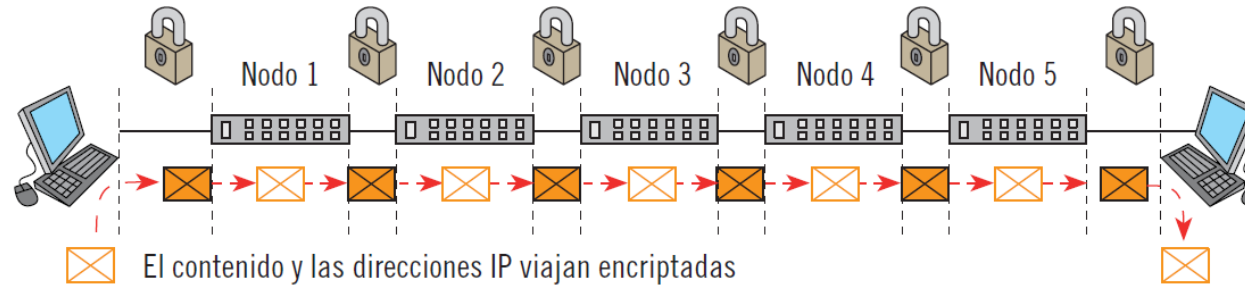 Nodo 1 Nodo 2 Nodo 3 Nodo 4 Nodo 5
El contenido y las direcciones IP viajan encriptadas